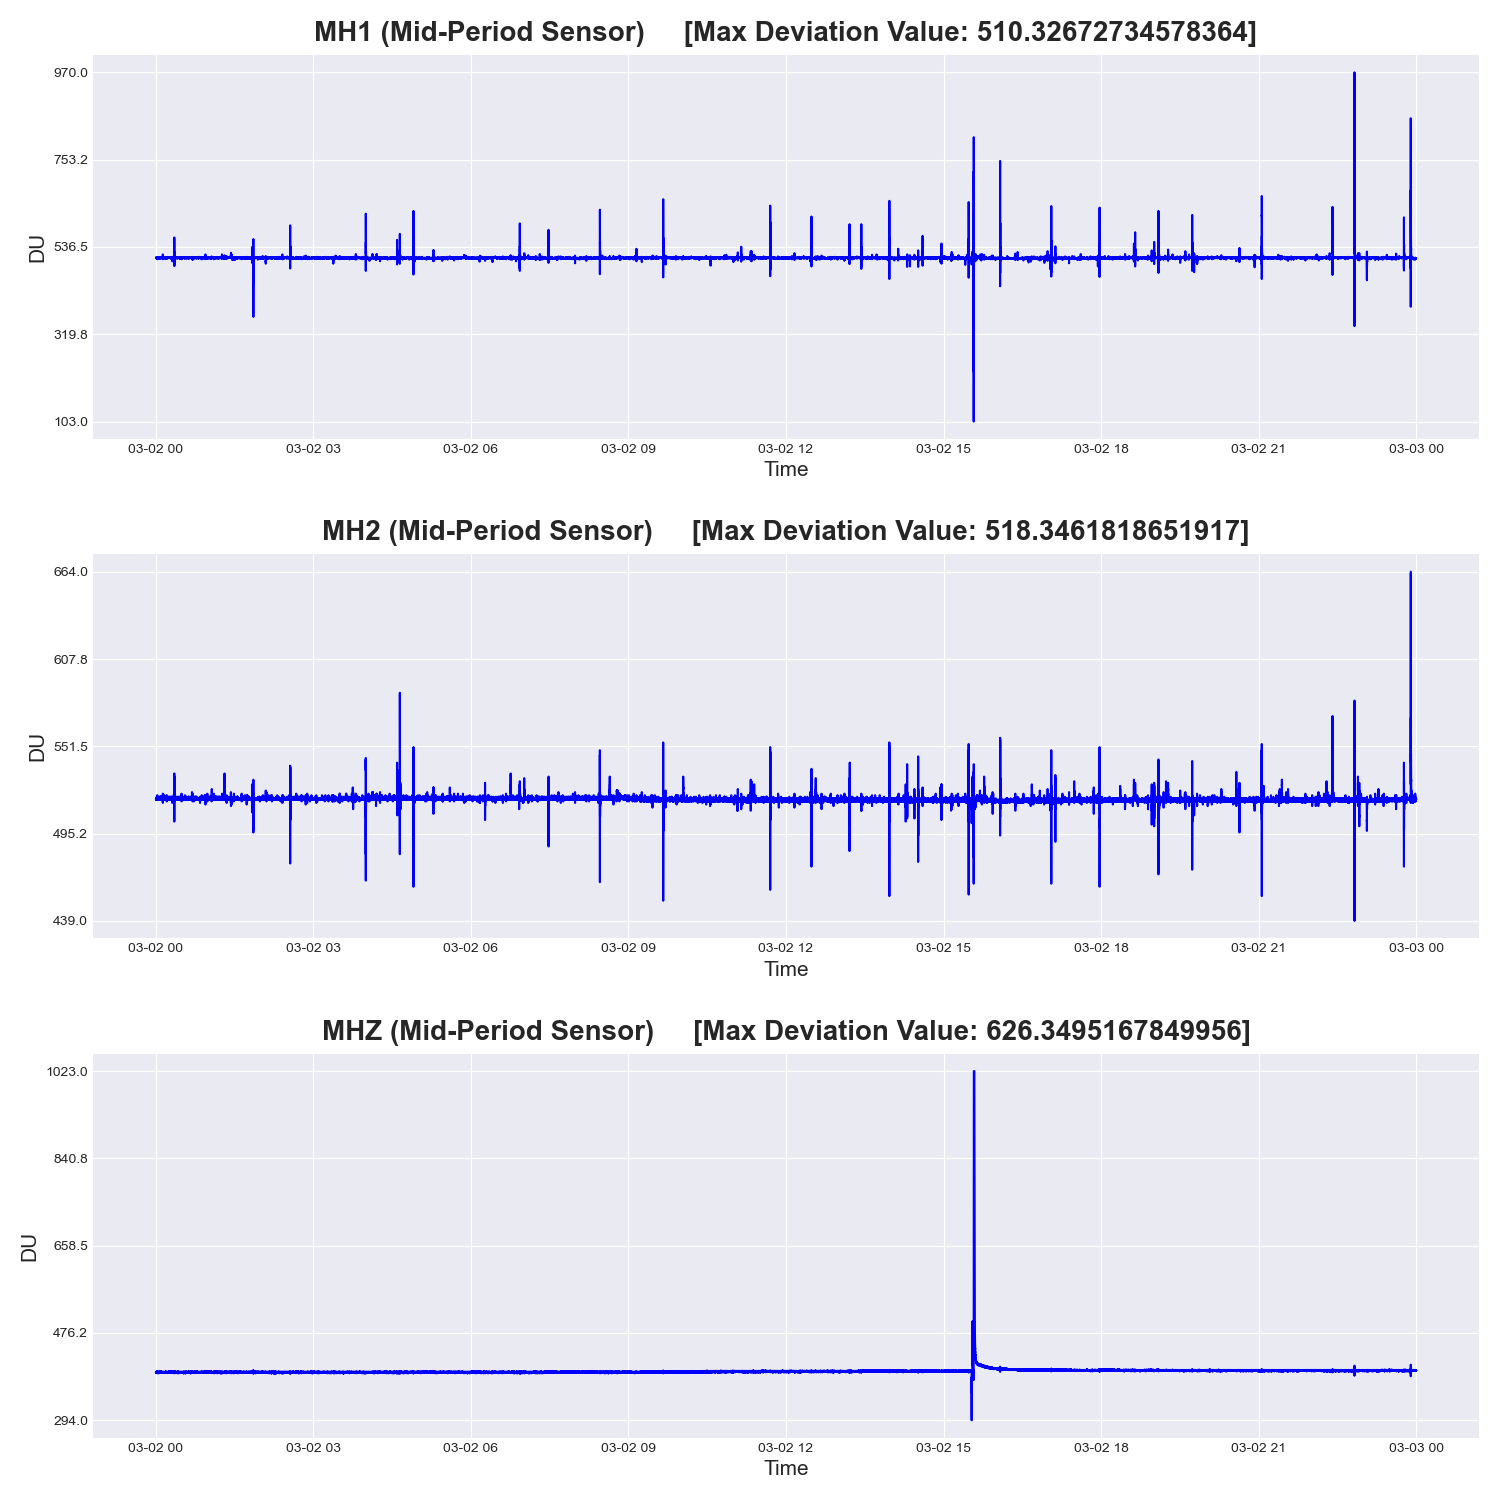 MH1 (Mid-Period Sensor) [Max Deviation Value: 510.32672734578364]
970.0
753.2
536.5
319.8
103.0
DU
03-02 00 03-02 03 03-02 06 03-02 09 03-02 12 03-02 15 03-02 18 03-02 21 03-03 00
Time
MH2 (Mid-Period Sensor) [Max Deviation Value: 518.3461818651917]
664.0
607.8
551.5
495.2
439.0
DU
03-02 00 03-02 03 03-02 06 03-02 09 03-02 12 03-02 15 03-02 18 03-02 21 03-03 00
Time
MHZ (Mid-Period Sensor) [Max Deviation Value: 626.3495167849956]
1023.0
840.8
658.5
476.2
294.0
DU
03-02 00 03-02 03 03-02 06 03-02 09 03-02 12 03-02 15 03-02 18 03-02 21 03-03 00
Time